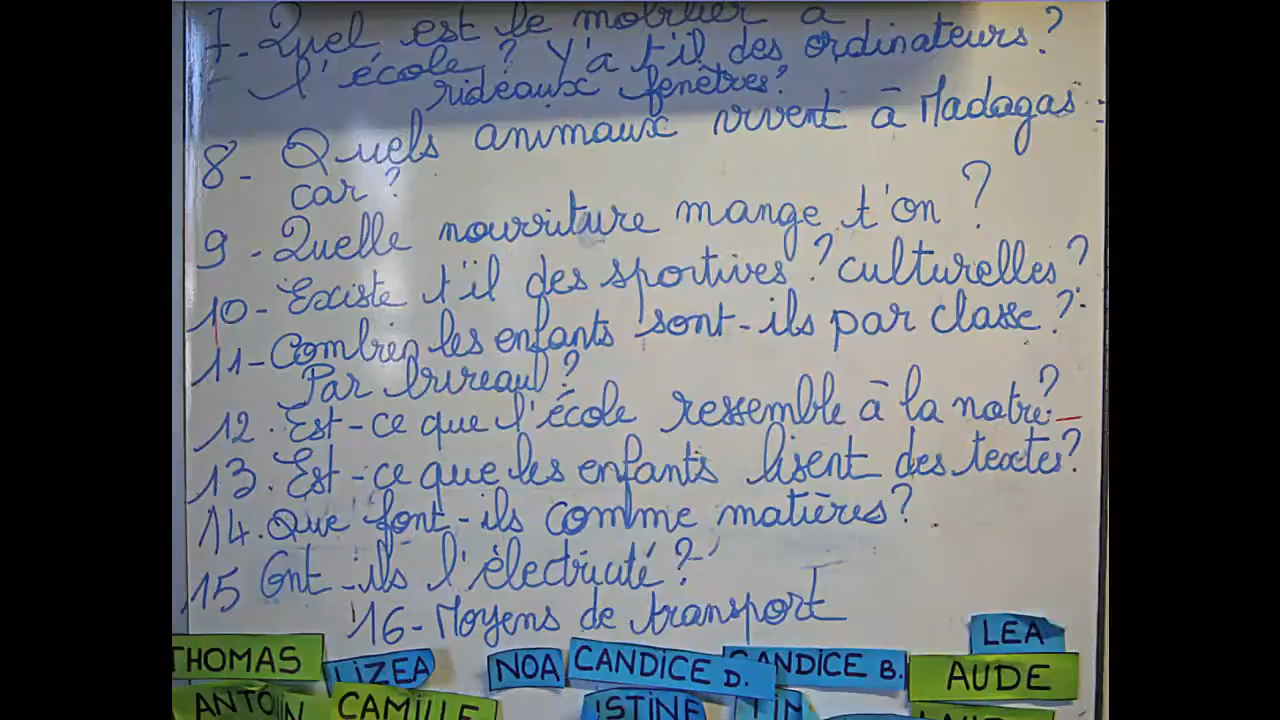 7. Quel est le mobilier à
l'école ? Y'a t'il des ordinateurs ?
rideaux fenêtres ?
8- Quels animaux vivent à Madagas
car ?
9. Quelle nourriture mange t'on ?
10- Existe t'il des sportives ? culturelles ?
11- Combien les enfants sont-ils par classe ?
Par bureau ?
12. Est-ce que l'école ressemble à la notre ?
13. Est-ce que les enfants lisent des textes ?
14. Que font-ils comme matières ?
15 Ont-ils l'électricité ?
16- Moyens de transport
LEA
THOMAS LIZEA NOA CANDICE D. CANDICE B. AUDE
ANTOIN CAMILLE ISTINE